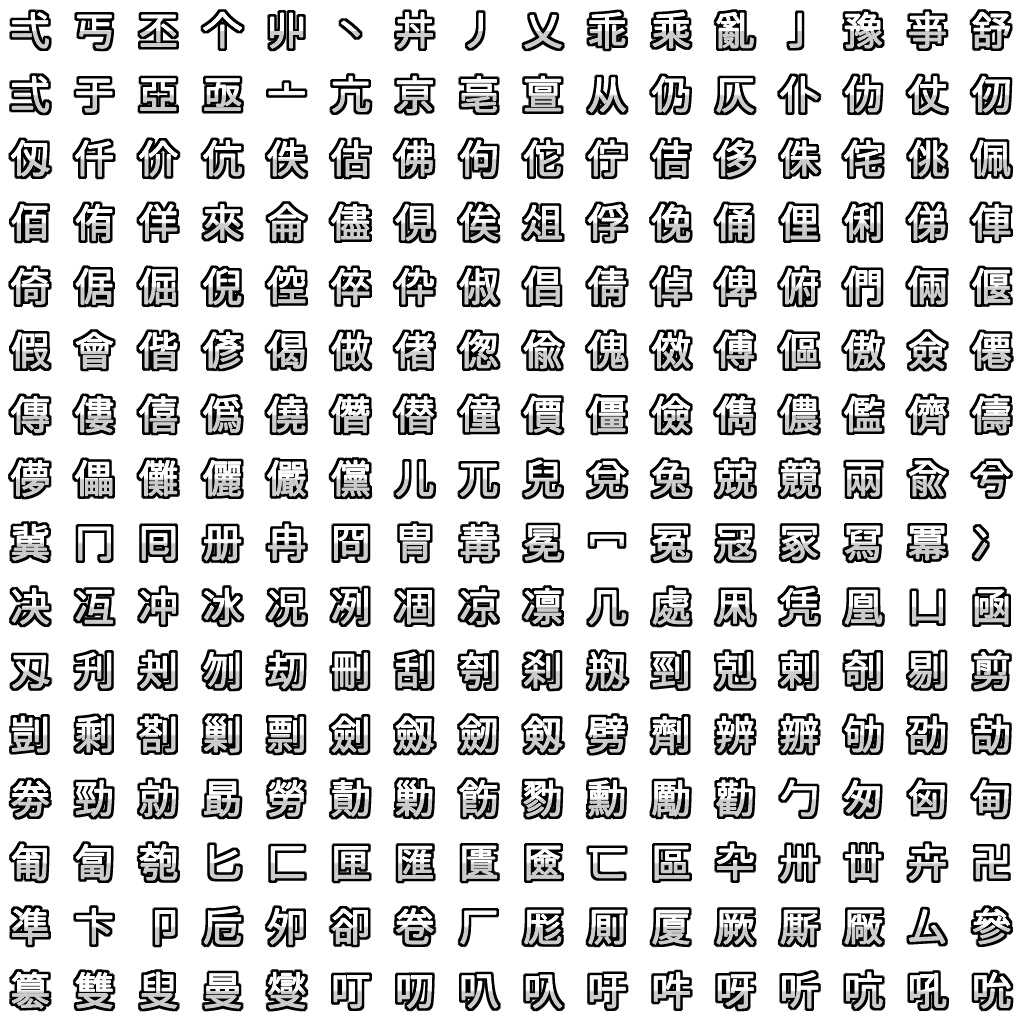 弌丐丕个丱丶丼丿乂乖乘亂亅豫亊舒
弍于亞亟亠亢亰亳亶从仍仄仆仂仗仞
仭仟价伉佚估佛佝佗佇佶侈侏侘佻佩
佰侑佯來侖儘俔俟俎俘俛俑俚俐俤俥
倚倨倔倪倥倅伜俶倡倩倬俾俯們倆偃
假會偕偐偈做偖偬偸傀傚傅傴傲僉僊
傳僂僖僞僥僭僣僮價僵儉儁儂儖儕儔
儚儡儺儷儼儻儿兀兒兌兔兢竸兩兪兮
冀冂囘册冉冏冑冓冕冖冤冦冢冩冪冫
决冱冲冰况冽凅凉凛几處凩凭凰凵凾
刄刋刔刎刧刪刮刳刹剏剄剋剌剞剔剪
剴剩剳剿剽劍劔劒剱劈劑辨辧劬劭劼
劵勁勍勗勞勣勦飭勠勳勵勸勹匆匈甸
匍匐匏匕匚匣匯匱匳匸區卆卅丗卉卍
凖卞卩卮夘卻卷厂厖厠厦厥厮厰厶參
簒雙叟曼燮叮叨叭叺吁吽呀听吭吼吮